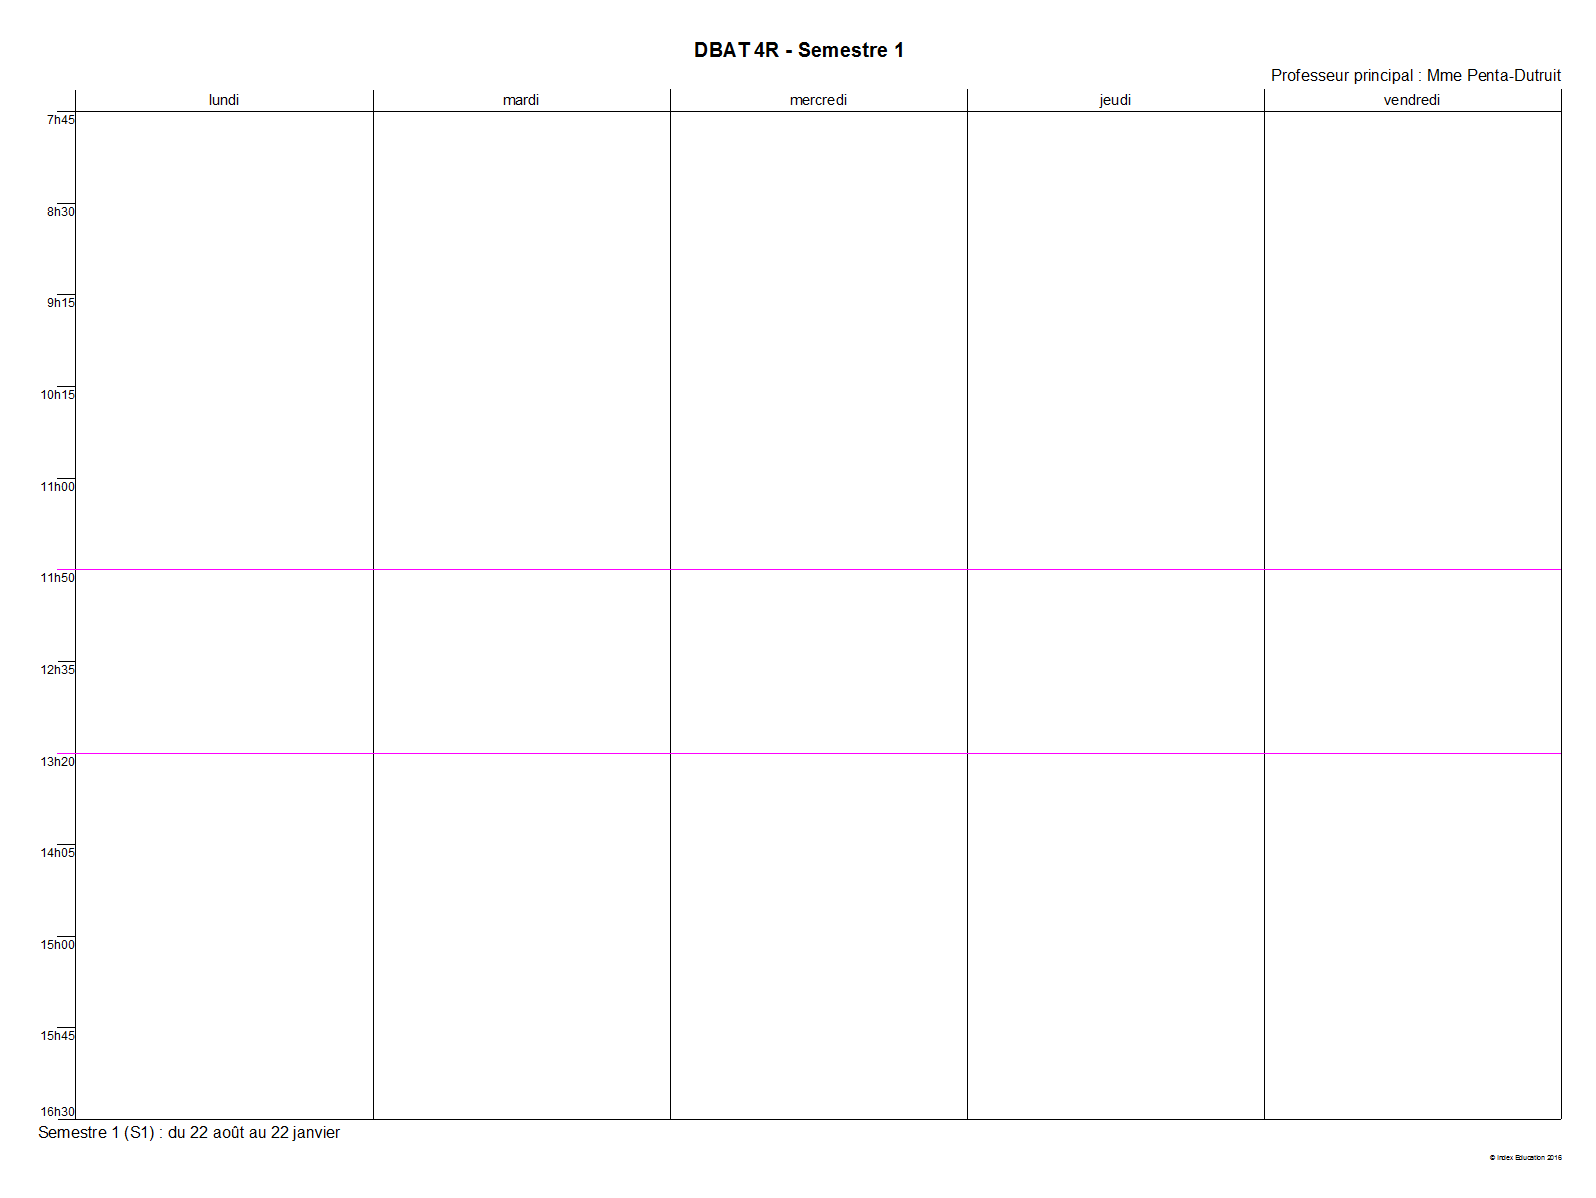 DBAT 4R - Semestre 1
Professeur principal : Mme Penta-Dutruit
lundi mardi mercredi jeudi vendredi
7h45
8h30
9h15
10h15
11h00
11h50
12h35
13h20
14h05
15h00
15h45
16h30
Semestre 1 (S1) : du 22 août au 22 janvier
© Index Education 2016